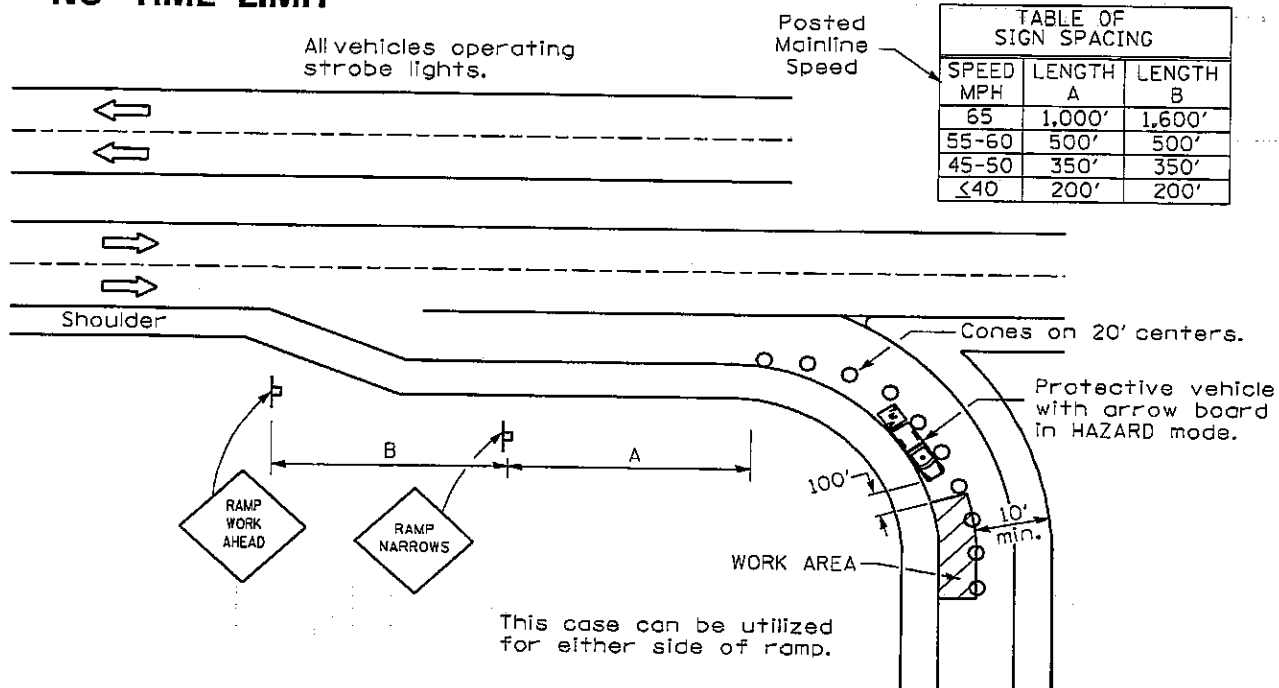 NO TIME LIMIT
All vehicles operating
strobe lights.
Posted
Mainline
Speed
TABLE OF
SIGN SPACING
SPEED MPH LENGTH A LENGTH B
65 1,000' 1,600'
55-60 500' 500'
45-50 350' 350'
≤40 200' 200'
Shoulder
Cones on 20' centers.
Protective vehicle
with arrow board
in HAZARD mode.
B
A
100'
10'
min.
RAMP
WORK
AHEAD
RAMP
NARROWS
WORK AREA
This case can be utilized
for either side of ramp.